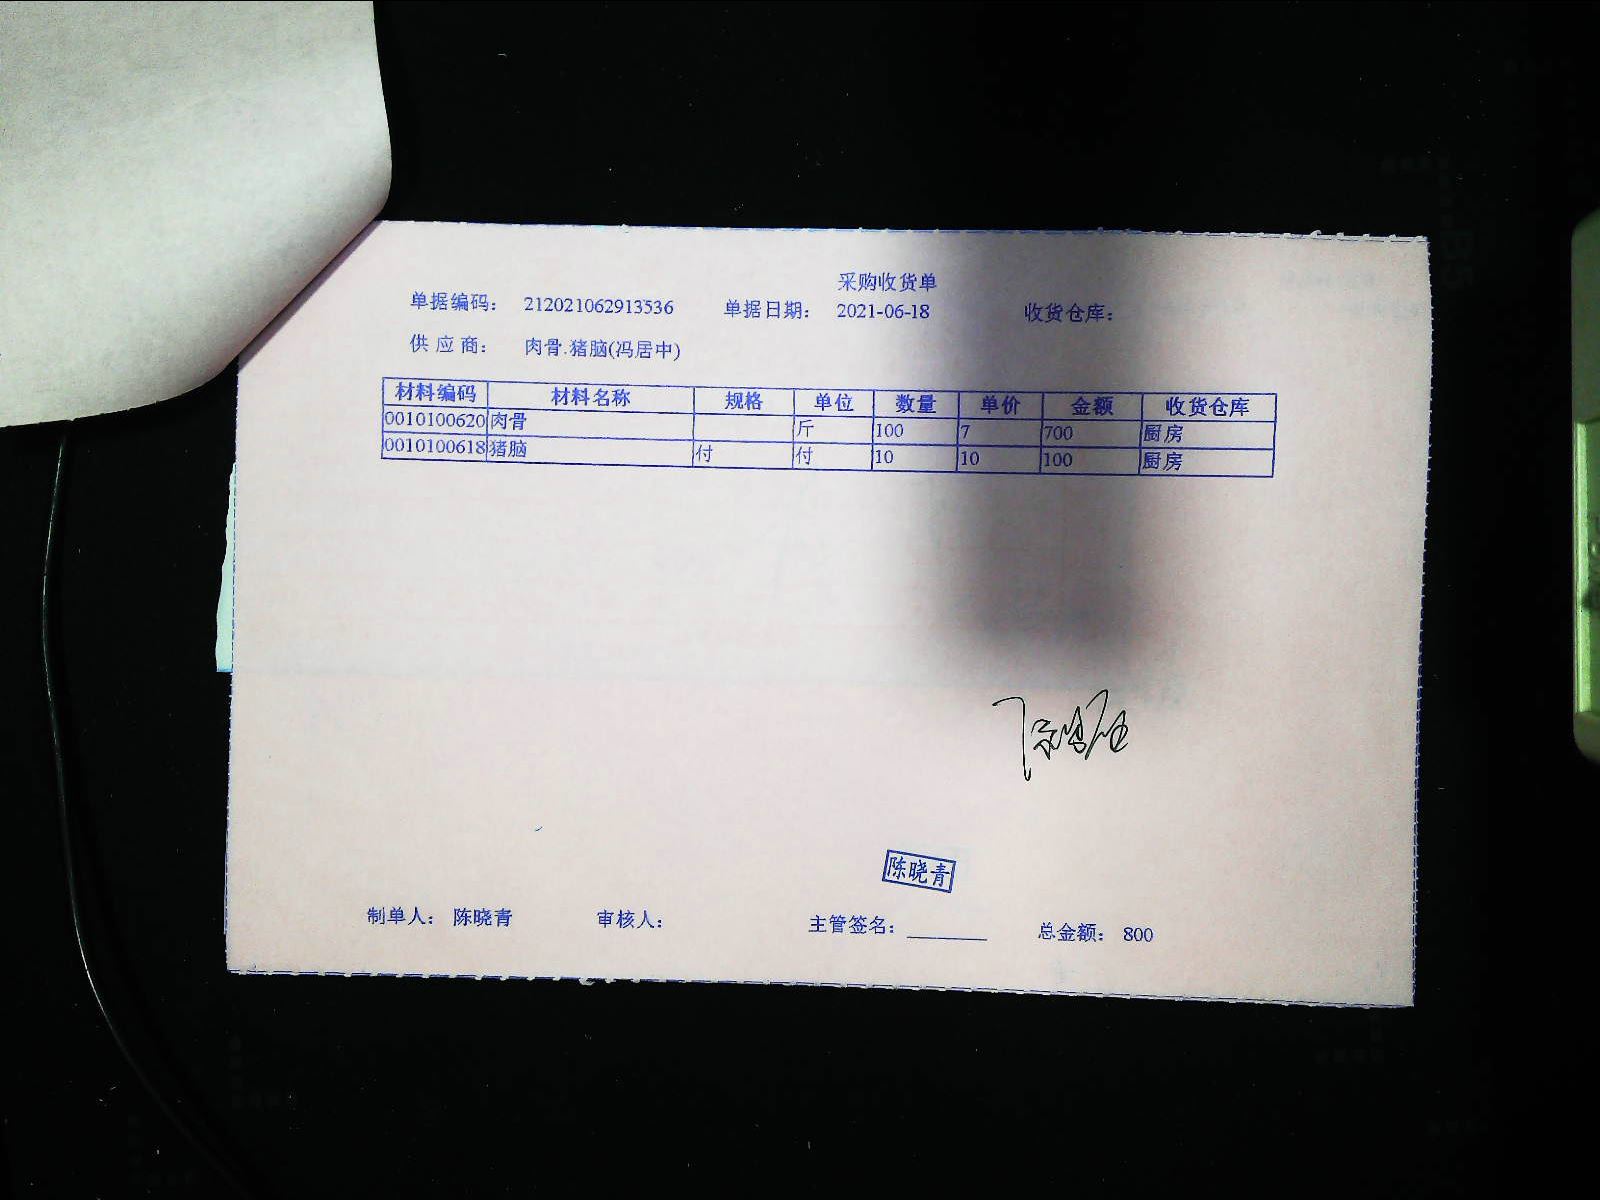 采购收货单
单据编码: 212021062913536 单据日期: 2021-06-18 收货仓库:
供应商: 肉骨.猪脑(冯居中)
材料编码 材料名称 规格 单位 数量 单价 金额 收货仓库
0010100620 肉骨 斤 100 7 700 厨房
0010100618 猪脑 付 付 10 10 100 厨房
陈晓青
制单人: 陈晓青 审核人: 主管签名: ________ 总金额: 800